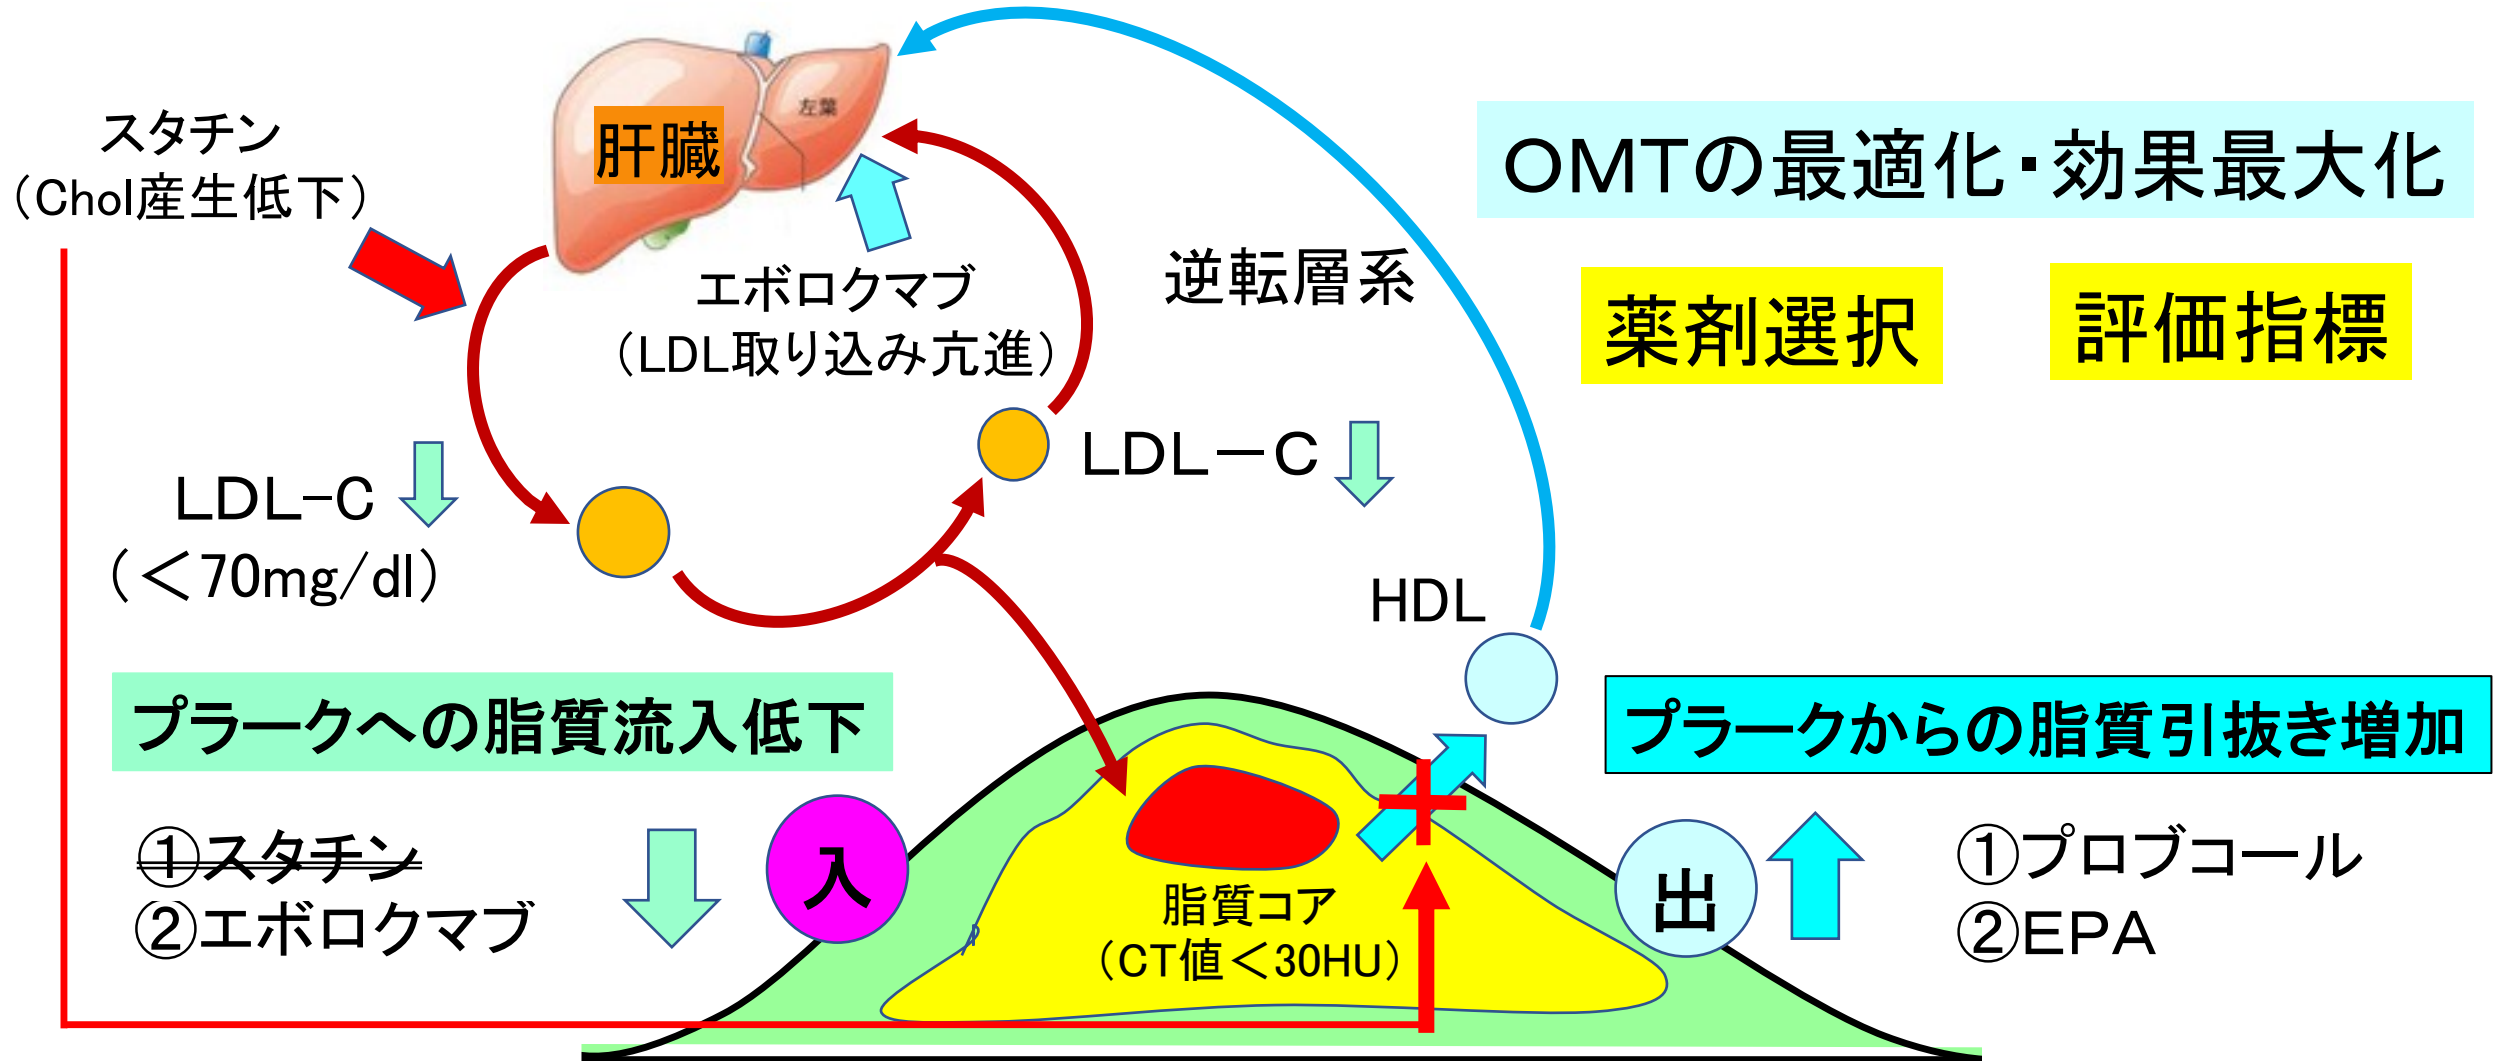 左葉
肝臓
スタチン
（Chol産生低下）
OMTの最適化・効果最大化
エボロクマブ
（LDL取り込み亢進）
逆転層系
薬剤選択
評価指標
LDL-C
（＜70mg/dl）
LDL－C
HDL
プラークへの脂質流入低下
プラークからの脂質引抜き増加
①スタチン
②エボロクマブ
入
出
①プロブコール
②EPA
脂質コア
（CT値＜30HU）